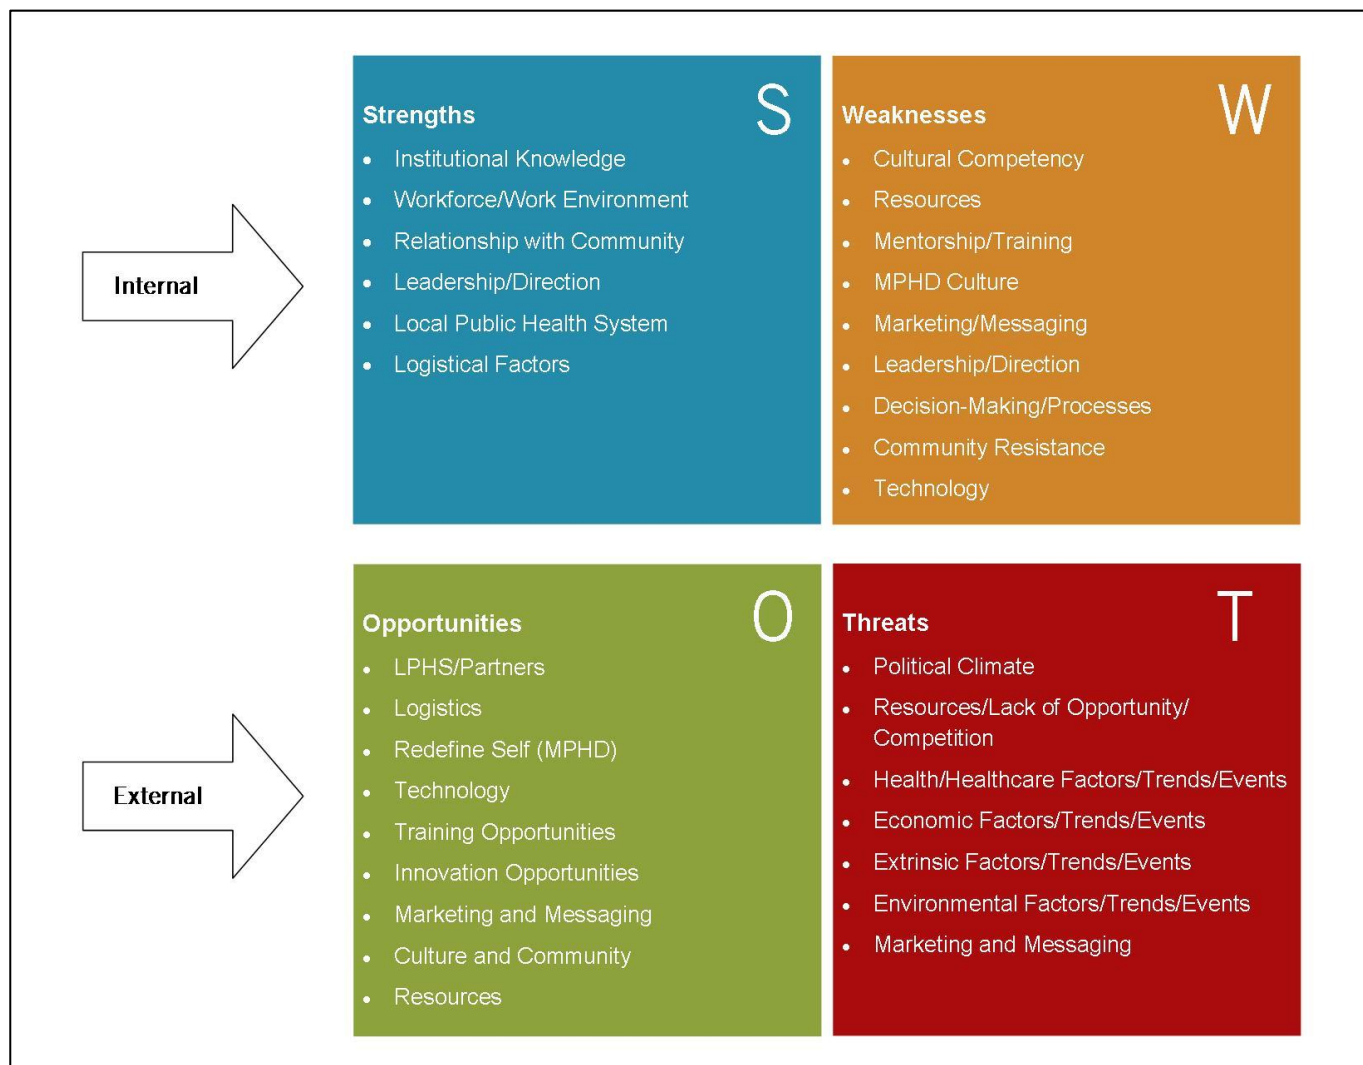 Internal
S
Strengths
• Institutional Knowledge
• Workforce/Work Environment
• Relationship with Community
• Leadership/Direction
• Local Public Health System
• Logistical Factors
W
Weaknesses
• Cultural Competency
• Resources
• Mentorship/Training
• MPHD Culture
• Marketing/Messaging
• Leadership/Direction
• Decision-Making/Processes
• Community Resistance
• Technology
External
O
Opportunities
• LPHS/Partners
• Logistics
• Redefine Self (MPHD)
• Technology
• Training Opportunities
• Innovation Opportunities
• Marketing and Messaging
• Culture and Community
• Resources
T
Threats
• Political Climate
• Resources/Lack of Opportunity/
Competition
• Health/Healthcare Factors/Trends/Events
• Economic Factors/Trends/Events
• Extrinsic Factors/Trends/Events
• Environmental Factors/Trends/Events
• Marketing and Messaging